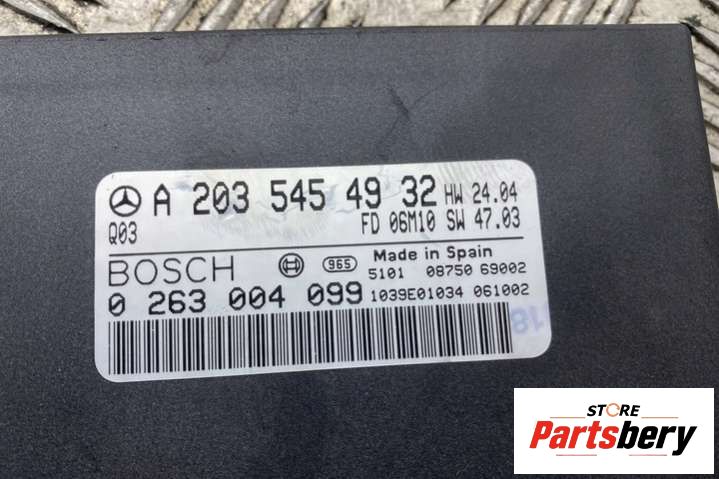 A 203 545 49 32 HW 24.04
Q03 FD 06M10 SW 47.03
BOSCH 965 Made in Spain
5101 08750 69002
0 263 004 099 1039E01034 061002
18
STORE
Partsbery